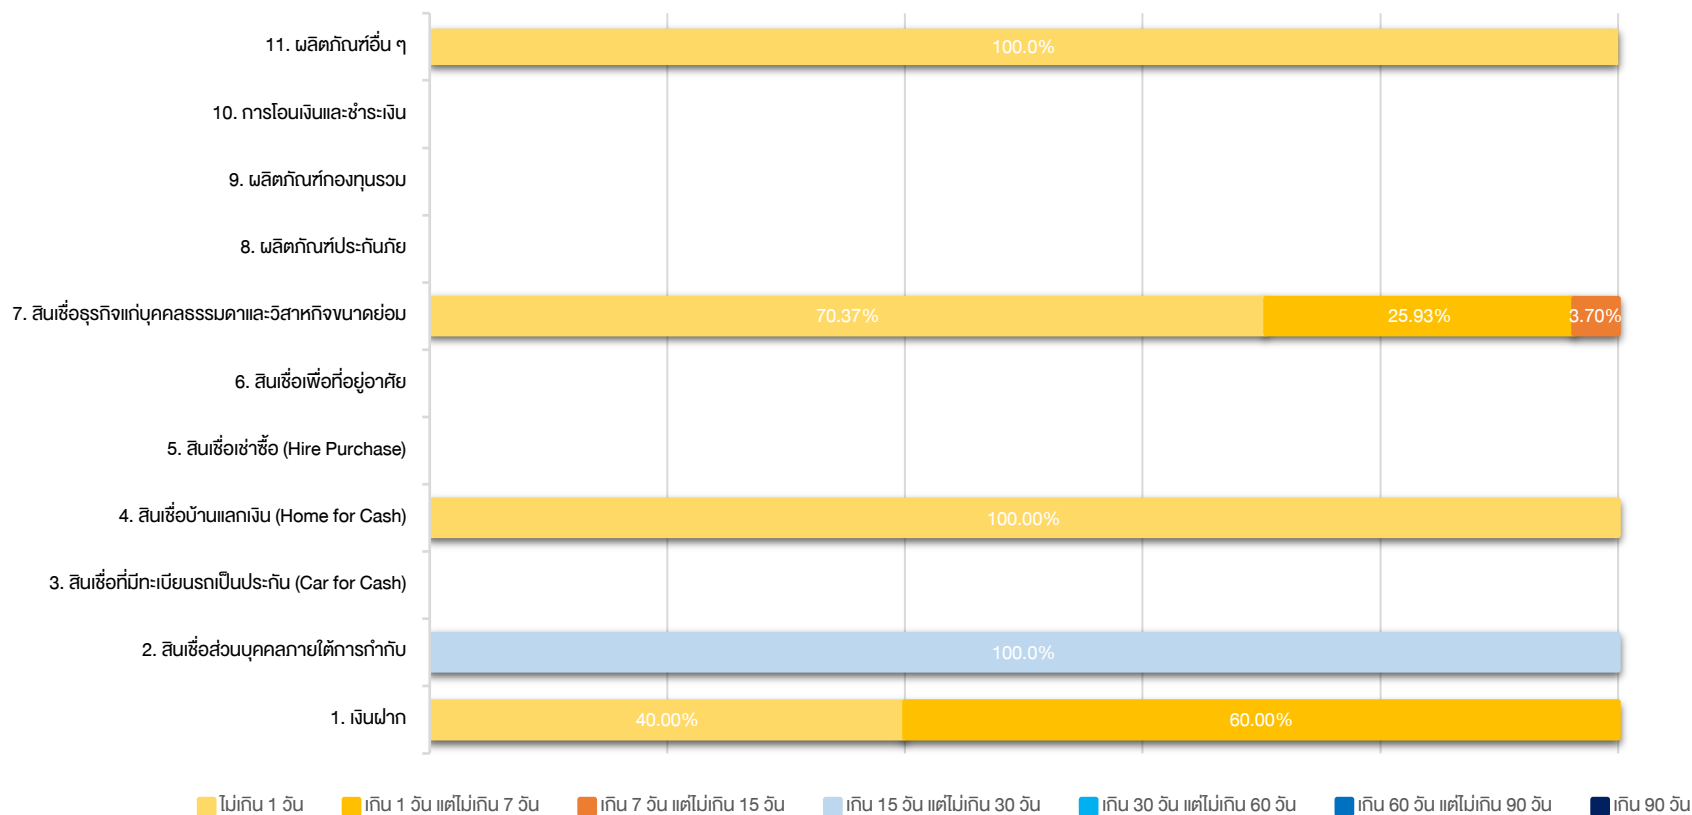 11. ผลิตภัณฑ์อื่น ๆ 100.0%
10. การโอนเงินและชำระเงิน
9. ผลิตภัณฑ์กองทุนรวม
8. ผลิตภัณฑ์ประกันภัย
7. สินเชื่อธุรกิจแก่บุคคลธรรมดาและวิสาหกิจขนาดย่อม 70.37% 25.93% 3.70%
6. สินเชื่อเพื่อที่อยู่อาศัย
5. สินเชื่อเช่าซื้อ (Hire Purchase)
4. สินเชื่อบ้านแลกเงิน (Home for Cash) 100.00%
3. สินเชื่อที่มีทะเบียนรถเป็นประกัน (Car for Cash)
2. สินเชื่อส่วนบุคคลภายใต้การกำกับ 100.0%
1. เงินฝาก 40.00% 60.00%
ไม่เกิน 1 วัน เกิน 1 วัน แต่ไม่เกิน 7 วัน เกิน 7 วัน แต่ไม่เกิน 15 วัน เกิน 15 วัน แต่ไม่เกิน 30 วัน เกิน 30 วัน แต่ไม่เกิน 60 วัน เกิน 60 วัน แต่ไม่เกิน 90 วัน เกิน 90 วัน